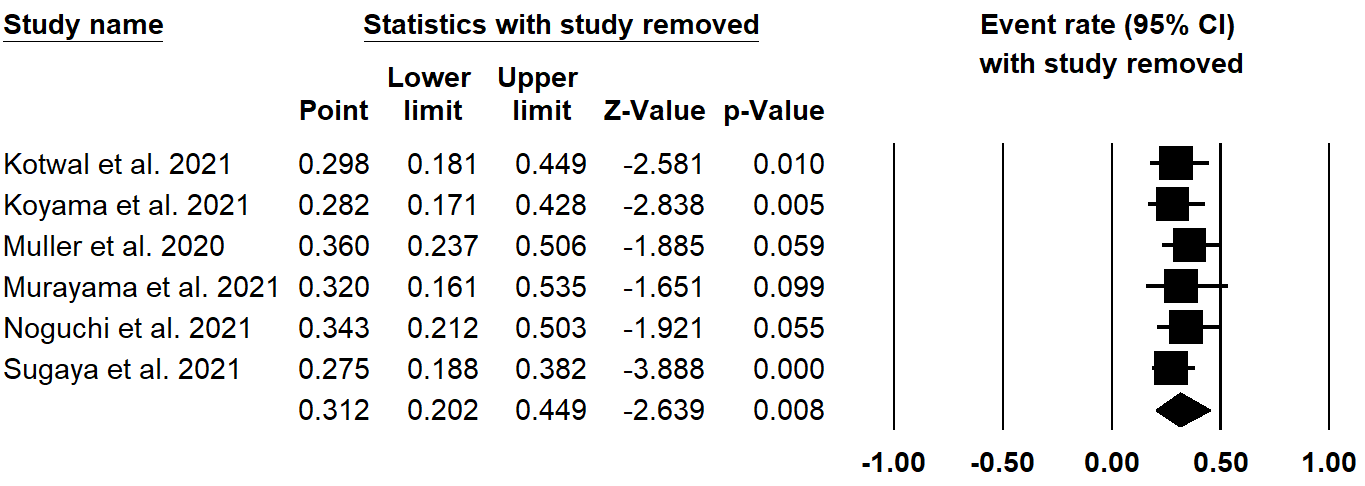 Study name Statistics with study removed Event rate (95% CI)
with study removed
Lower Upper
Point limit limit Z-Value p-Value
Kotwal et al. 2021 0.298 0.181 0.449 -2.581 0.010
Koyama et al. 2021 0.282 0.171 0.428 -2.838 0.005
Muller et al. 2020 0.360 0.237 0.506 -1.885 0.059
Murayama et al. 2021 0.320 0.161 0.535 -1.651 0.099
Noguchi et al. 2021 0.343 0.212 0.503 -1.921 0.055
Sugaya et al. 2021 0.275 0.188 0.382 -3.888 0.000
0.312 0.202 0.449 -2.639 0.008
-1.00 -0.50 0.00 0.50 1.00